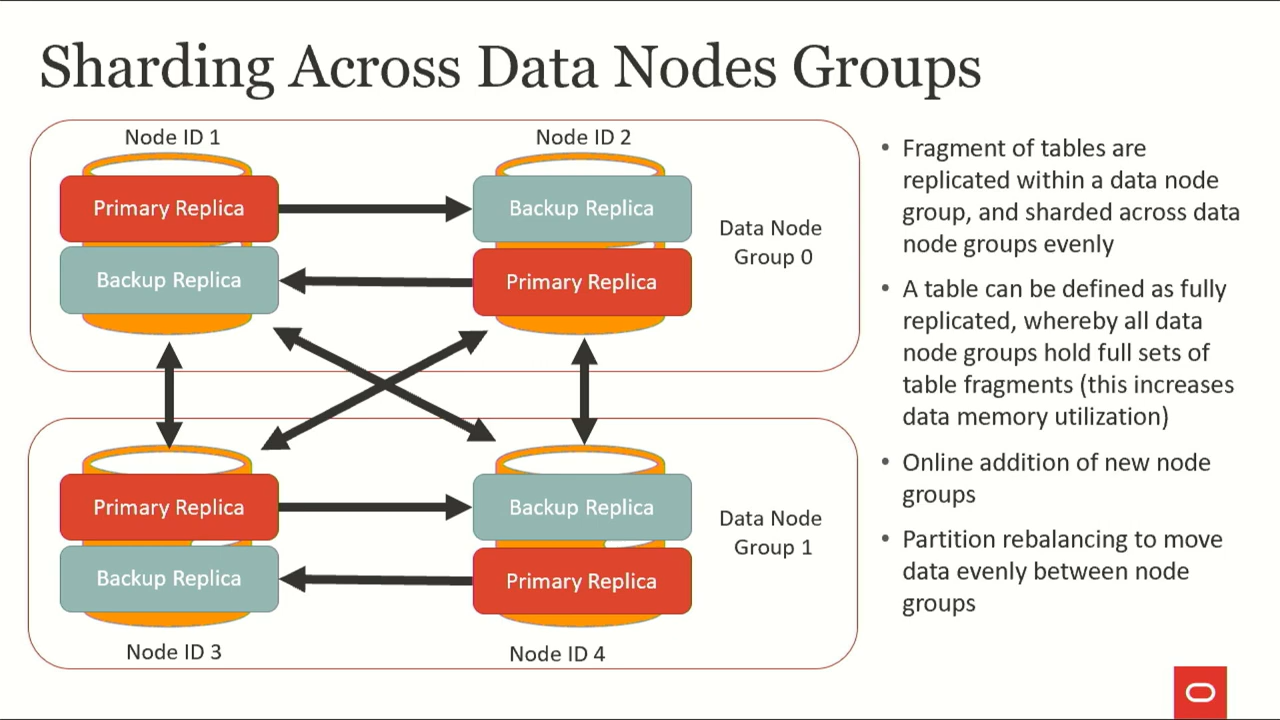 Sharding Across Data Nodes Groups
Node ID 1
Node ID 2
Primary Replica
Backup Replica
Backup Replica
Primary Replica
Data Node
Group 0
Primary Replica
Backup Replica
Backup Replica
Primary Replica
Data Node
Group 1
Node ID 3
Node ID 4
• Fragment of tables are
replicated within a data node
group, and sharded across data
node groups evenly
• A table can be defined as fully
replicated, whereby all data
node groups hold full sets of
table fragments (this increases
data memory utilization)
• Online addition of new node
groups
• Partition rebalancing to move
data evenly between node
groups